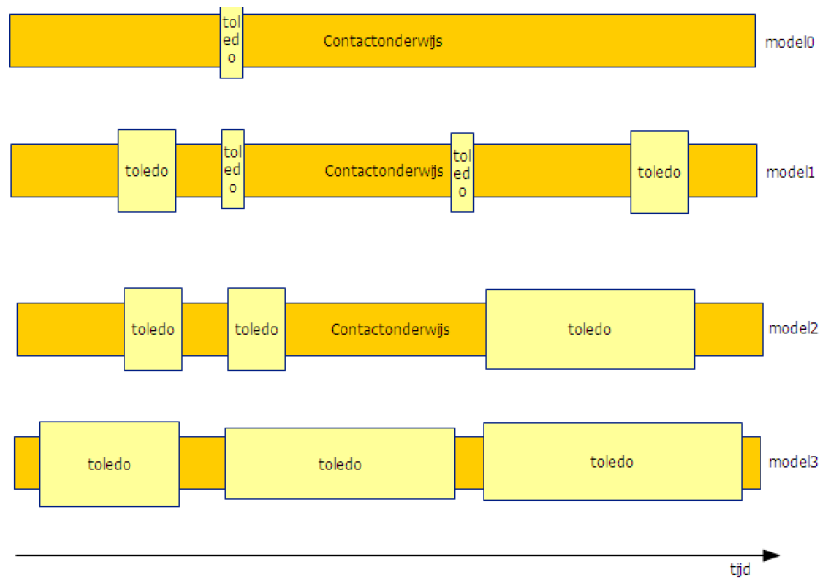 tol
ed
o
Contactonderwijs
model0
toledo
tol
ed
o
Contactonderwijs
tol
ed
o
toledo
model1
toledo
toledo
Contactonderwijs
toledo
model2
toledo
toledo
toledo
model3
tijd